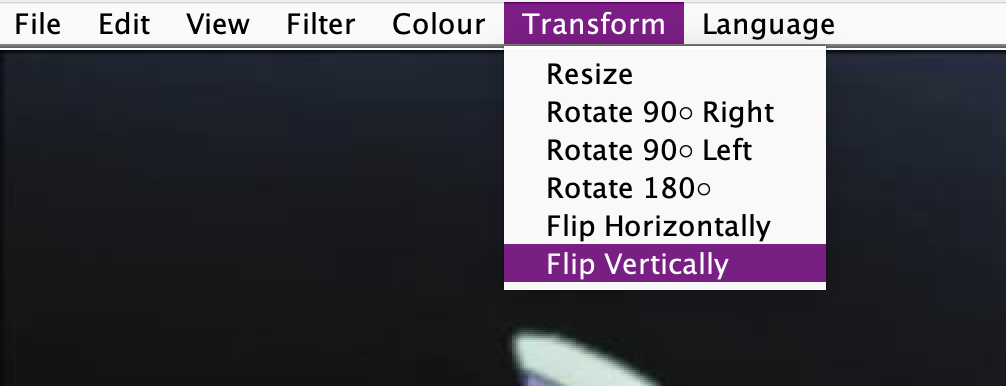 File Edit View Filter Colour Transform Language
Resize
Rotate 90○ Right
Rotate 90○ Left
Rotate 180○
Flip Horizontally
Flip Vertically